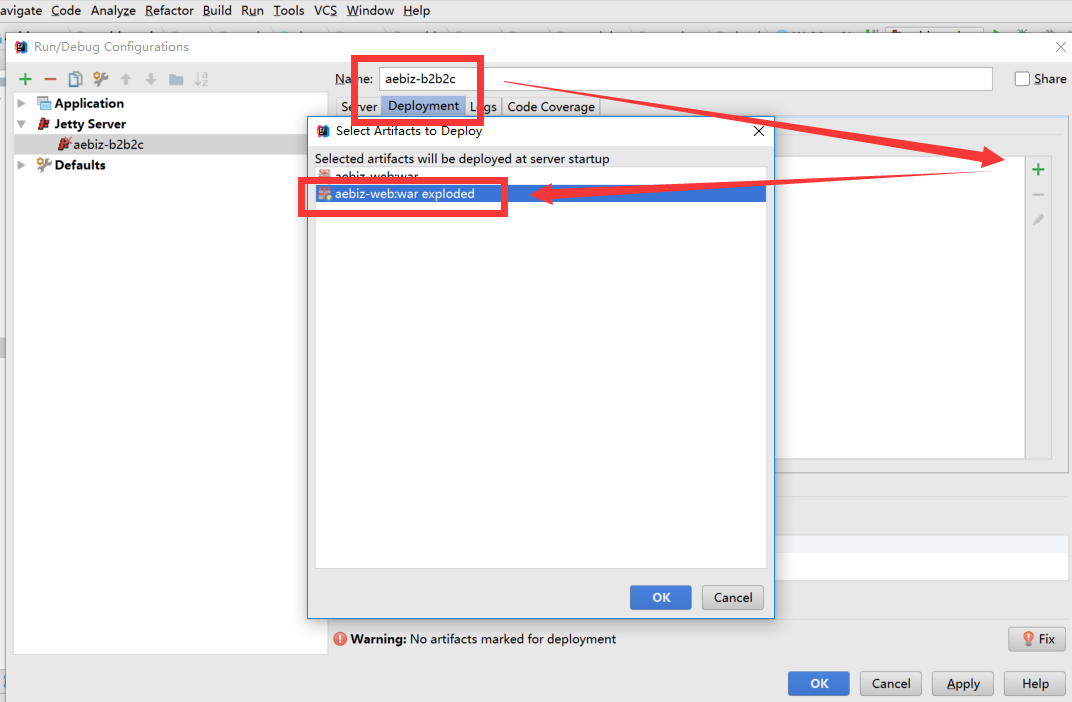 avigate Code Analyze Refactor Build Run Tools VCS Window Help
Run/Debug Configurations
Name: aebiz-b2b2c Share
Application
Server Deployment Logs Code Coverage
Jetty Server
Select Artifacts to Deploy
aebiz-b2b2c
Selected artifacts will be deployed at server startup
Defaults
aebiz-web:war
aebiz-web:war exploded
OK Cancel
Warning: No artifacts marked for deployment Fix
OK Cancel Apply Help